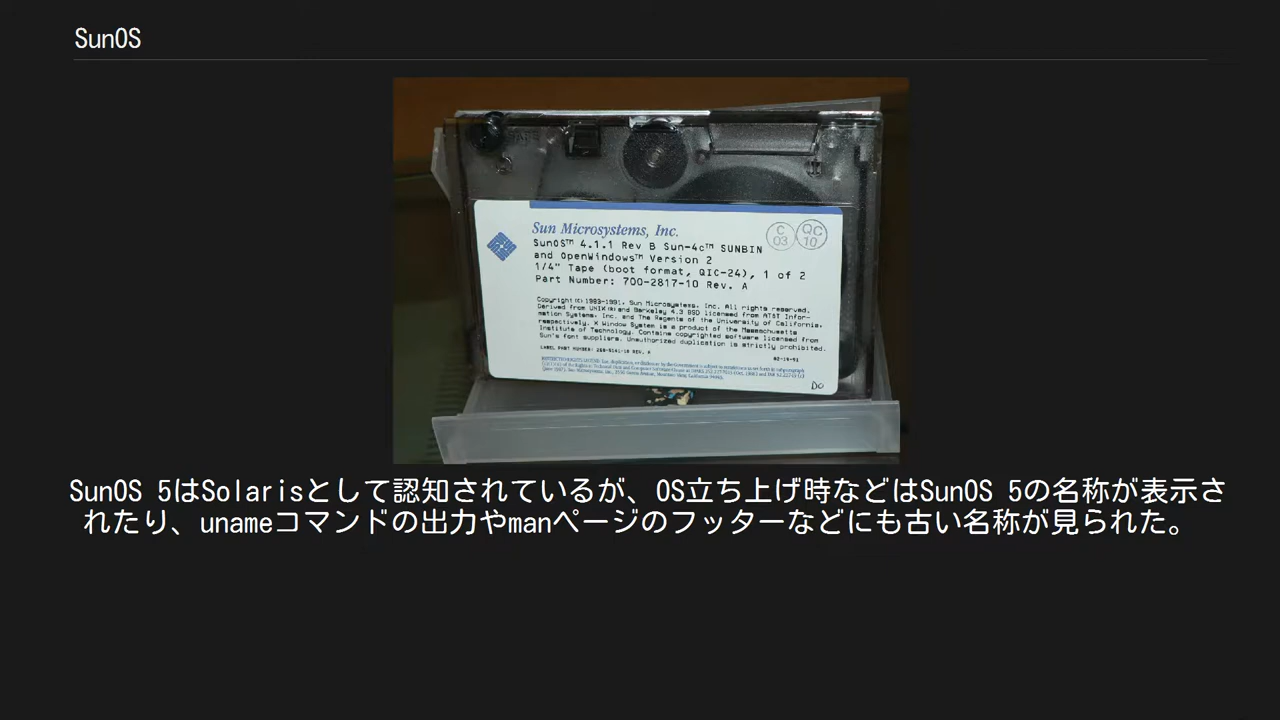 SunOS
Sun Microsystems, Inc.
C
03
QC
10
SunOS™ 4.1.1 Rev B Sun-4c™ SUNBIN
and OpenWindows™ Version 2
1/4" Tape (boot format, QIC-24), 1 of 2
Part Number: 700-2817-10 Rev. A
Copyright (c) 1983-1991, Sun Microsystems, Inc. All rights reserved.
Derived from UNIX and Berkeley 4.3 BSD licensed from AT&T Infor-
mation Systems, Inc. and The Regents of the University of California,
respectively. X Window System is a product of the Massachusetts
Institute of Technology. Contains copyrighted software licensed from
Sun's font suppliers. Unauthorized duplication is strictly prohibited.
LABEL PART NUMBER: REV. A
02-14-91
DO
SunOS 5はSolarisとして認知されているが、OS立ち上げ時などはSunOS 5の名称が表示さ
れたり、unameコマンドの出力やmanページのフッターなどにも古い名称が見られた。